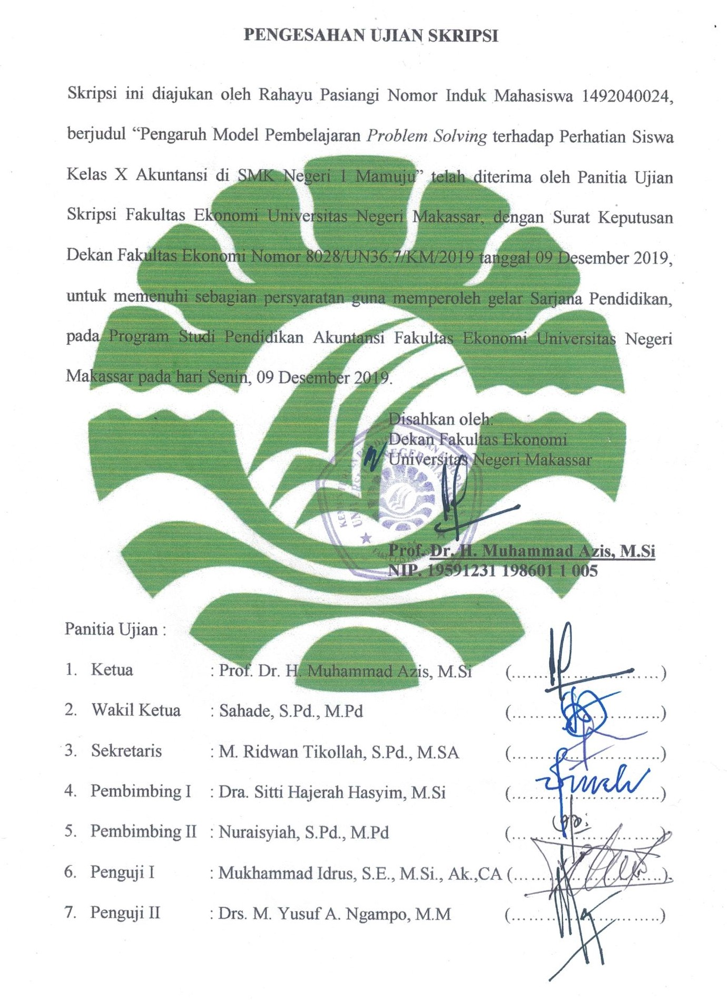 PENGESAHAN UJIAN SKRIPSI
Skripsi ini diajukan oleh Rahayu Pasiangi Nomor Induk Mahasiswa 1492040024,
berjudul “Pengaruh Model Pembelajaran Problem Solving terhadap Perhatian Siswa
Kelas X Akuntansi di SMK Negeri 1 Mamuju” telah diterima oleh Panitia Ujian
Skripsi Fakultas Ekonomi Universitas Negeri Makassar, dengan Surat Keputusan
Dekan Fakultas Ekonomi Nomor 8028/UN36.7/KM/2019 tanggal 09 Desember 2019,
untuk memenuhi sebagian persyaratan guna memperoleh gelar Sarjana Pendidikan,
pada Program Studi Pendidikan Akuntansi Fakultas Ekonomi Universitas Negeri
Makassar pada hari Senin, 09 Desember 2019.
Disahkan oleh:
Dekan Fakultas Ekonomi
Universitas Negeri Makassar
Prof. Dr. H. Muhammad Azis, M.Si
NIP. 19591231 198601 1 005
Panitia Ujian :
1. Ketua : Prof. Dr. H. Muhammad Azis, M.Si (..............................)
2. Wakil Ketua : Sahade, S.Pd., M.Pd (..............................)
3. Sekretaris : M. Ridwan Tikollah, S.Pd., M.SA (..............................)
4. Pembimbing I : Dra. Sitti Hajerah Hasyim, M.Si (..............................)
5. Pembimbing II : Nuraisyiah, S.Pd., M.Pd (..............................)
6. Penguji I : Mukhammad Idrus, S.E., M.Si., Ak.,CA (..............................)
7. Penguji II : Drs. M. Yusuf A. Ngampo, M.M (..............................)